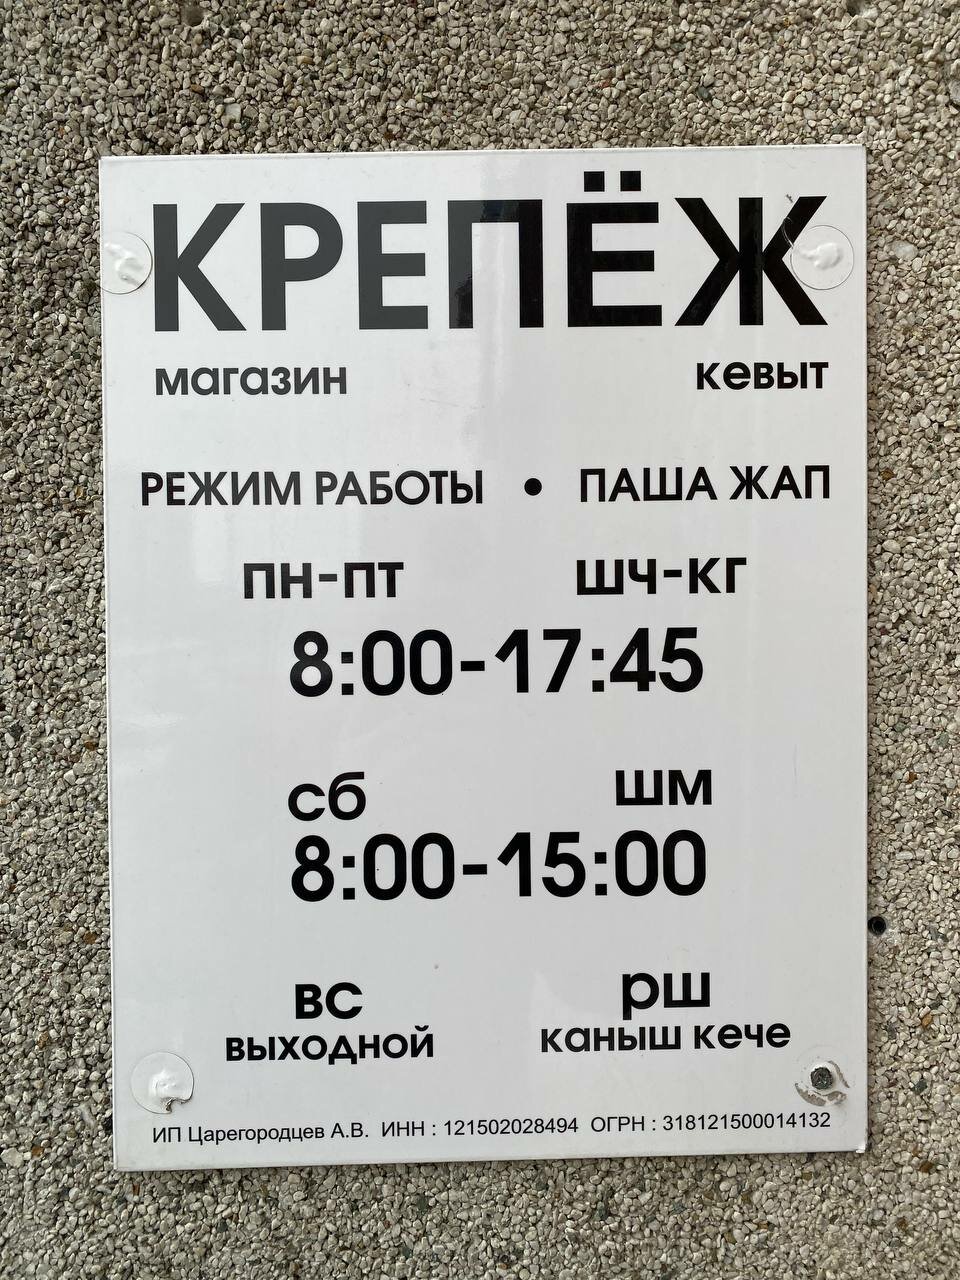 КРЕПЁЖ
магазин кевыт
РЕЖИМ РАБОТЫ • ПАША ЖАП
пн-пт шч-кг
8:00-17:45
сб шм
8:00-15:00
вс рш
выходной каныш кече
ИП Царегородцев А.В. ИНН : 121502028494 ОГРН : 318121500014132